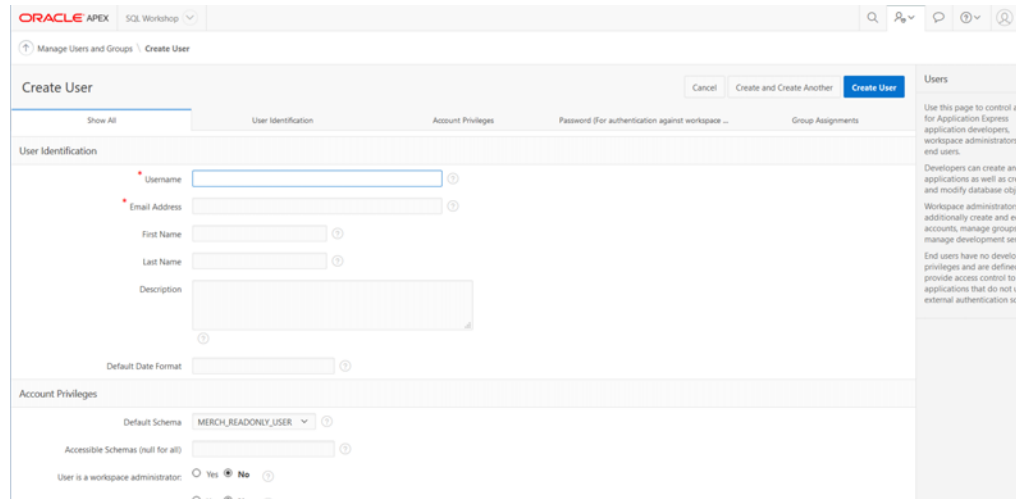 ORACLE APEX SQL Workshop
Manage Users and Groups \ Create User
Create User
Cancel Create and Create Another Create User
Show All User Identification Account Privileges Password (For authentication against workspace ... Group Assignments
User Identification
* Username
* Email Address
First Name
Last Name
Description
Default Date Format
Account Privileges
Default Schema MERCH_READONLY_USER
Accessible Schemas (null for all)
User is a workspace administrator: Yes No
Users
Use this page to control a
for Application Express
application developers,
workspace administrators
end users.
Developers can create an
applications as well as cr
and modify database obj
Workspace administrators
additionally create and e
accounts, manage groups
manage development ser
End users have no develo
privileges and are define
provide access control to
applications that do not u
external authentication sc